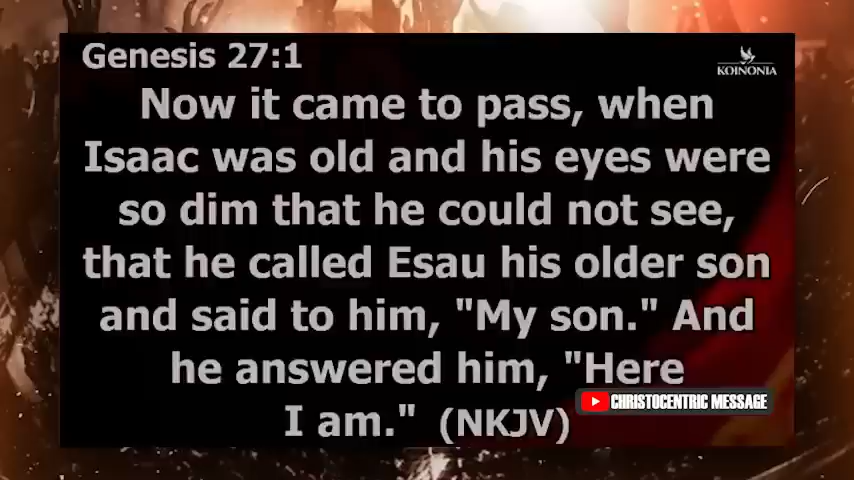 Genesis 27:1
KOINONIA
Now it came to pass, when
Isaac was old and his eyes were
so dim that he could not see,
that he called Esau his older son
and said to him, "My son." And
he answered him, "Here
I am." (NKJV)
CHRISTOCENTRIC MESSAGE